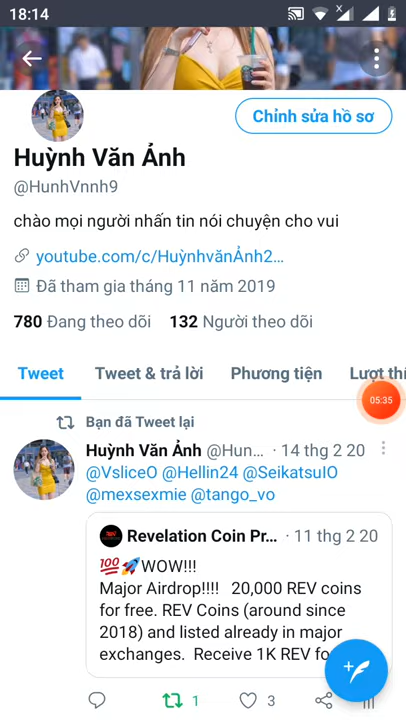 18:14
Chỉnh sửa hồ sơ
Huỳnh Văn Ảnh
@HunhVnnh9
chào mọi người nhấn tin nói chuyện cho vui
youtube.com/c/HuỳnhvănẢnh2…
Đã tham gia tháng 11 năm 2019
780 Đang theo dõi 132 Người theo dõi
Tweet Tweet & trả lời Phương tiện Lượt thí
05:35
Bạn đã Tweet lại
Huỳnh Văn Ảnh @Hun… · 14 thg 2 20
@VsliceO @Hellin24 @SeikatsuIO
@mexsexmie @tango_vo
Revelation Coin Pr… · 11 thg 2 20
💯🚀WOW!!!
Major Airdrop!!!! 20,000 REV coins
for free. REV Coins (around since
2018) and listed already in major
exchanges. Receive 1K REV fo
1 3